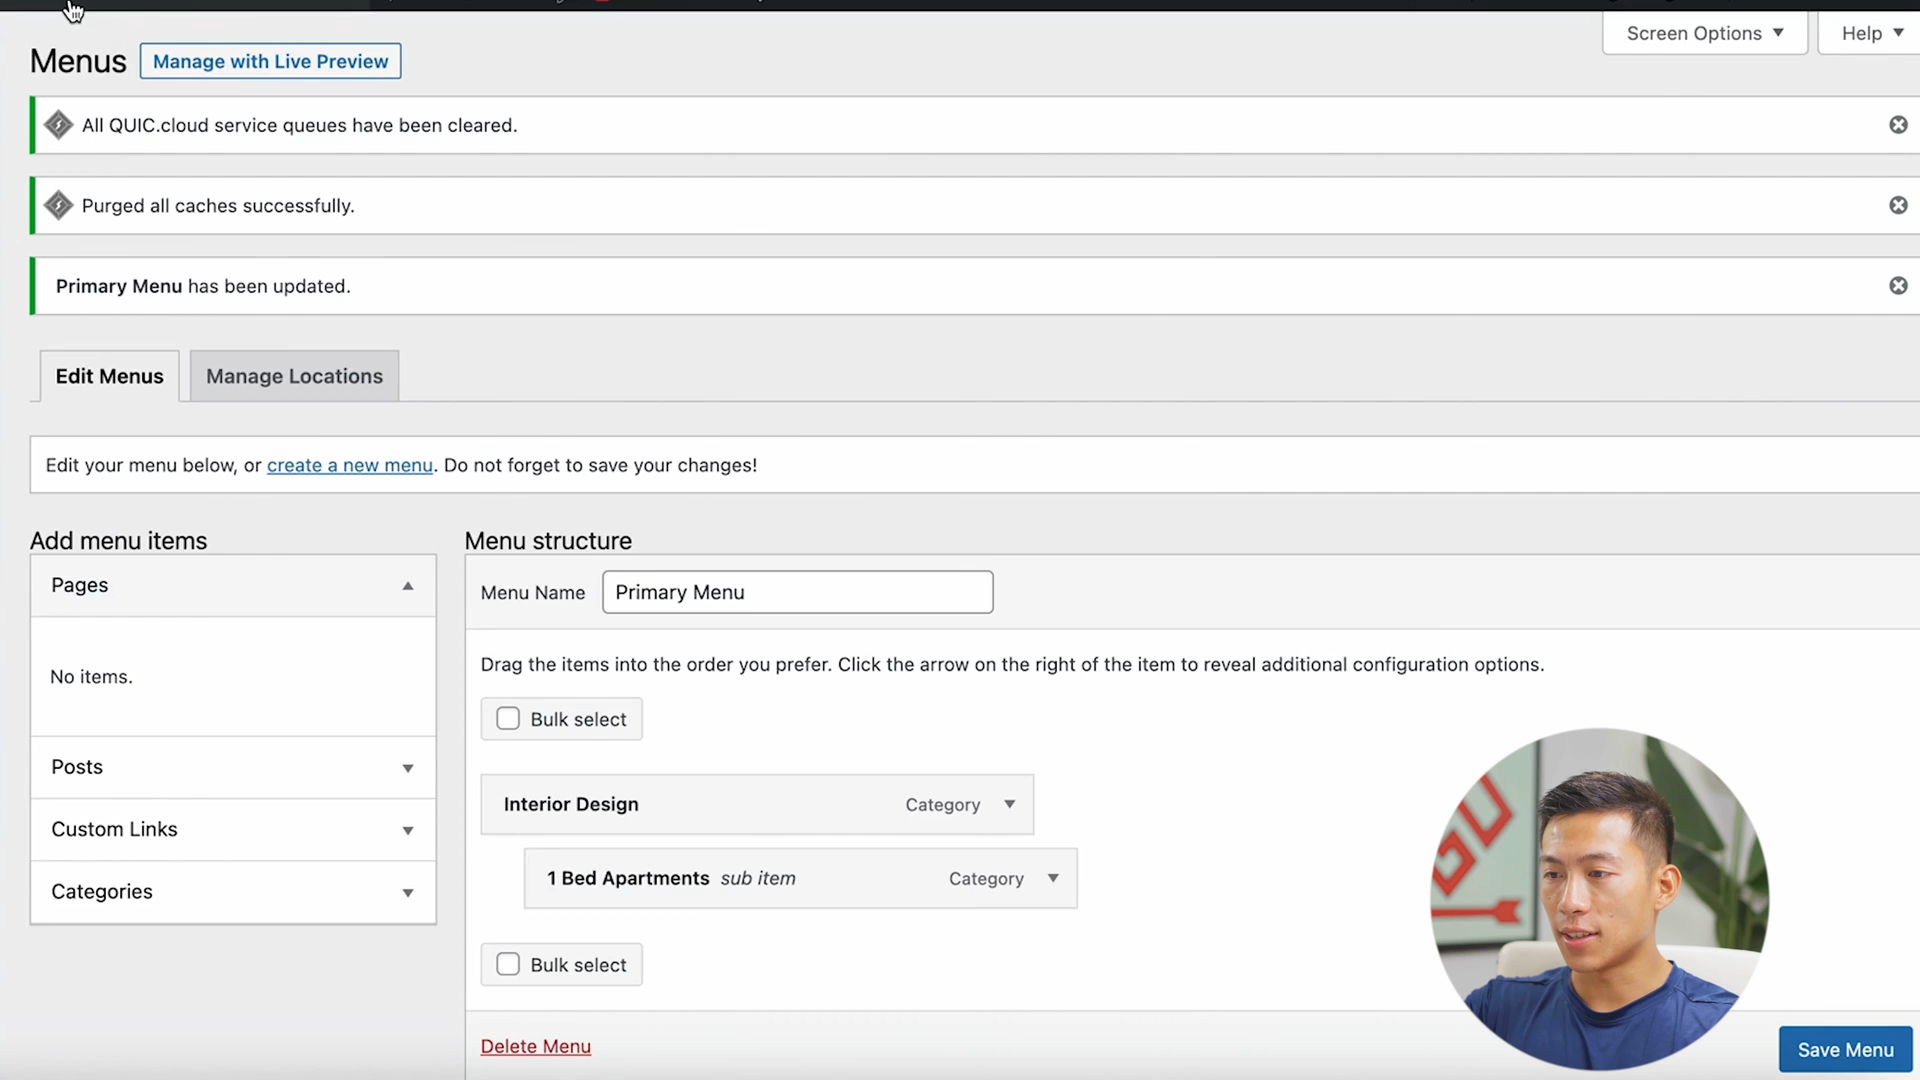 Screen Options
Help
Menus
Manage with Live Preview
All QUIC.cloud service queues have been cleared.
Purged all caches successfully.
Primary Menu has been updated.
Edit Menus
Manage Locations
Edit your menu below, or create a new menu. Do not forget to save your changes!
Add menu items
Pages
No items.
Posts
Custom Links
Categories
Menu structure
Menu Name Primary Menu
Drag the items into the order you prefer. Click the arrow on the right of the item to reveal additional configuration options.
Bulk select
Interior Design Category
1 Bed Apartments sub item Category
Bulk select
Delete Menu
Save Menu